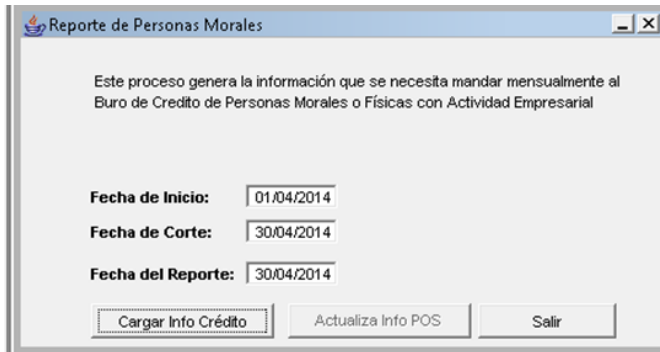 Reporte de Personas Morales
Este proceso genera la información que se necesita mandar mensualmente al
Buro de Credito de Personas Morales o Físicas con Actividad Empresarial
Fecha de Inicio: 01/04/2014
Fecha de Corte: 30/04/2014
Fecha del Reporte: 30/04/2014
Cargar Info Crédito Actualiza Info POS Salir